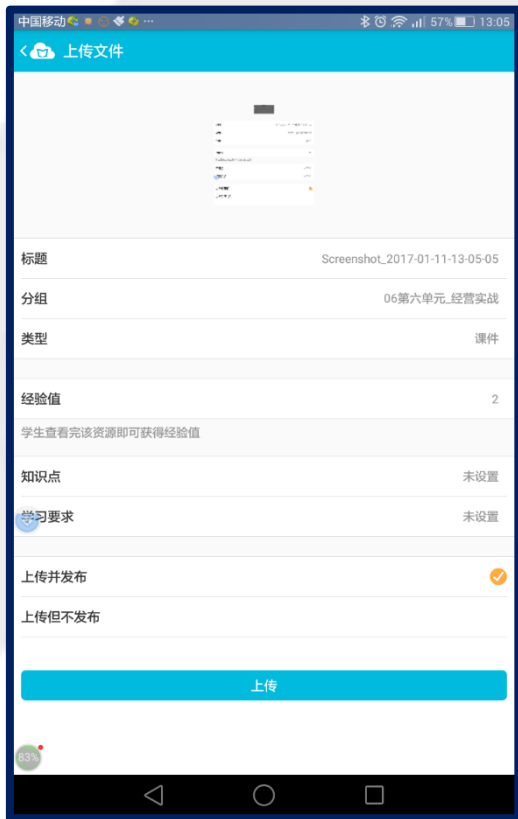 中国移动 57% 13:05
上传文件
标题 Screenshot_2017-01-11-13-05-05
分组 06第六单元_经营实战
类型 课件
经验值 2
学生查看完该资源即可获得经验值
知识点 未设置
学习要求 未设置
上传并发布
上传但不发布
上传
83%